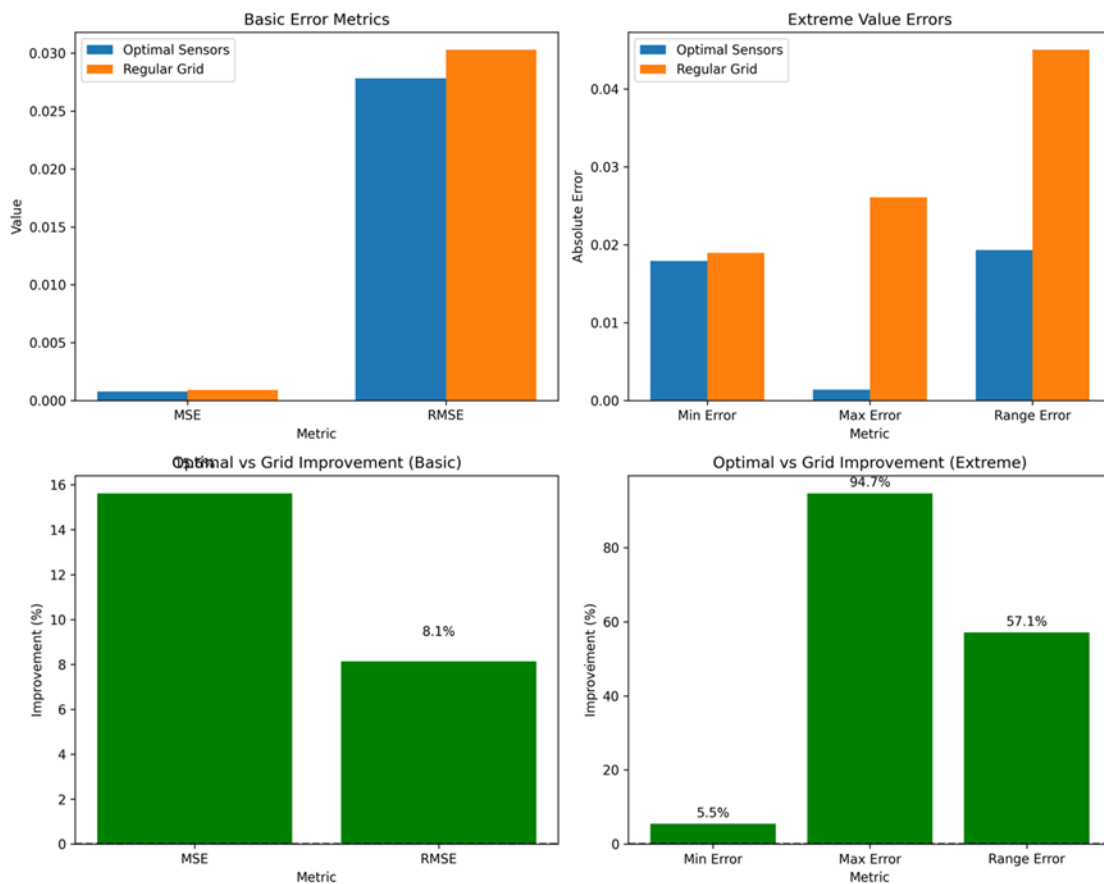 Basic Error Metrics
Optimal Sensors
Regular Grid
0.030
0.025
0.020
0.015
0.010
0.005
0.000
Value
MSE
RMSE
Metric
Extreme Value Errors
Optimal Sensors
Regular Grid
0.04
0.03
0.02
0.01
0.00
Absolute Error
Min Error
Max Error
Range Error
Metric
Optimal vs Grid Improvement (Basic)
16
14
12
10
8
6
4
2
0
Improvement (%)
8.1%
MSE
RMSE
Metric
Optimal vs Grid Improvement (Extreme)
94.7%
80
60
40
20
0
Improvement (%)
57.1%
5.5%
Min Error
Max Error
Range Error
Metric